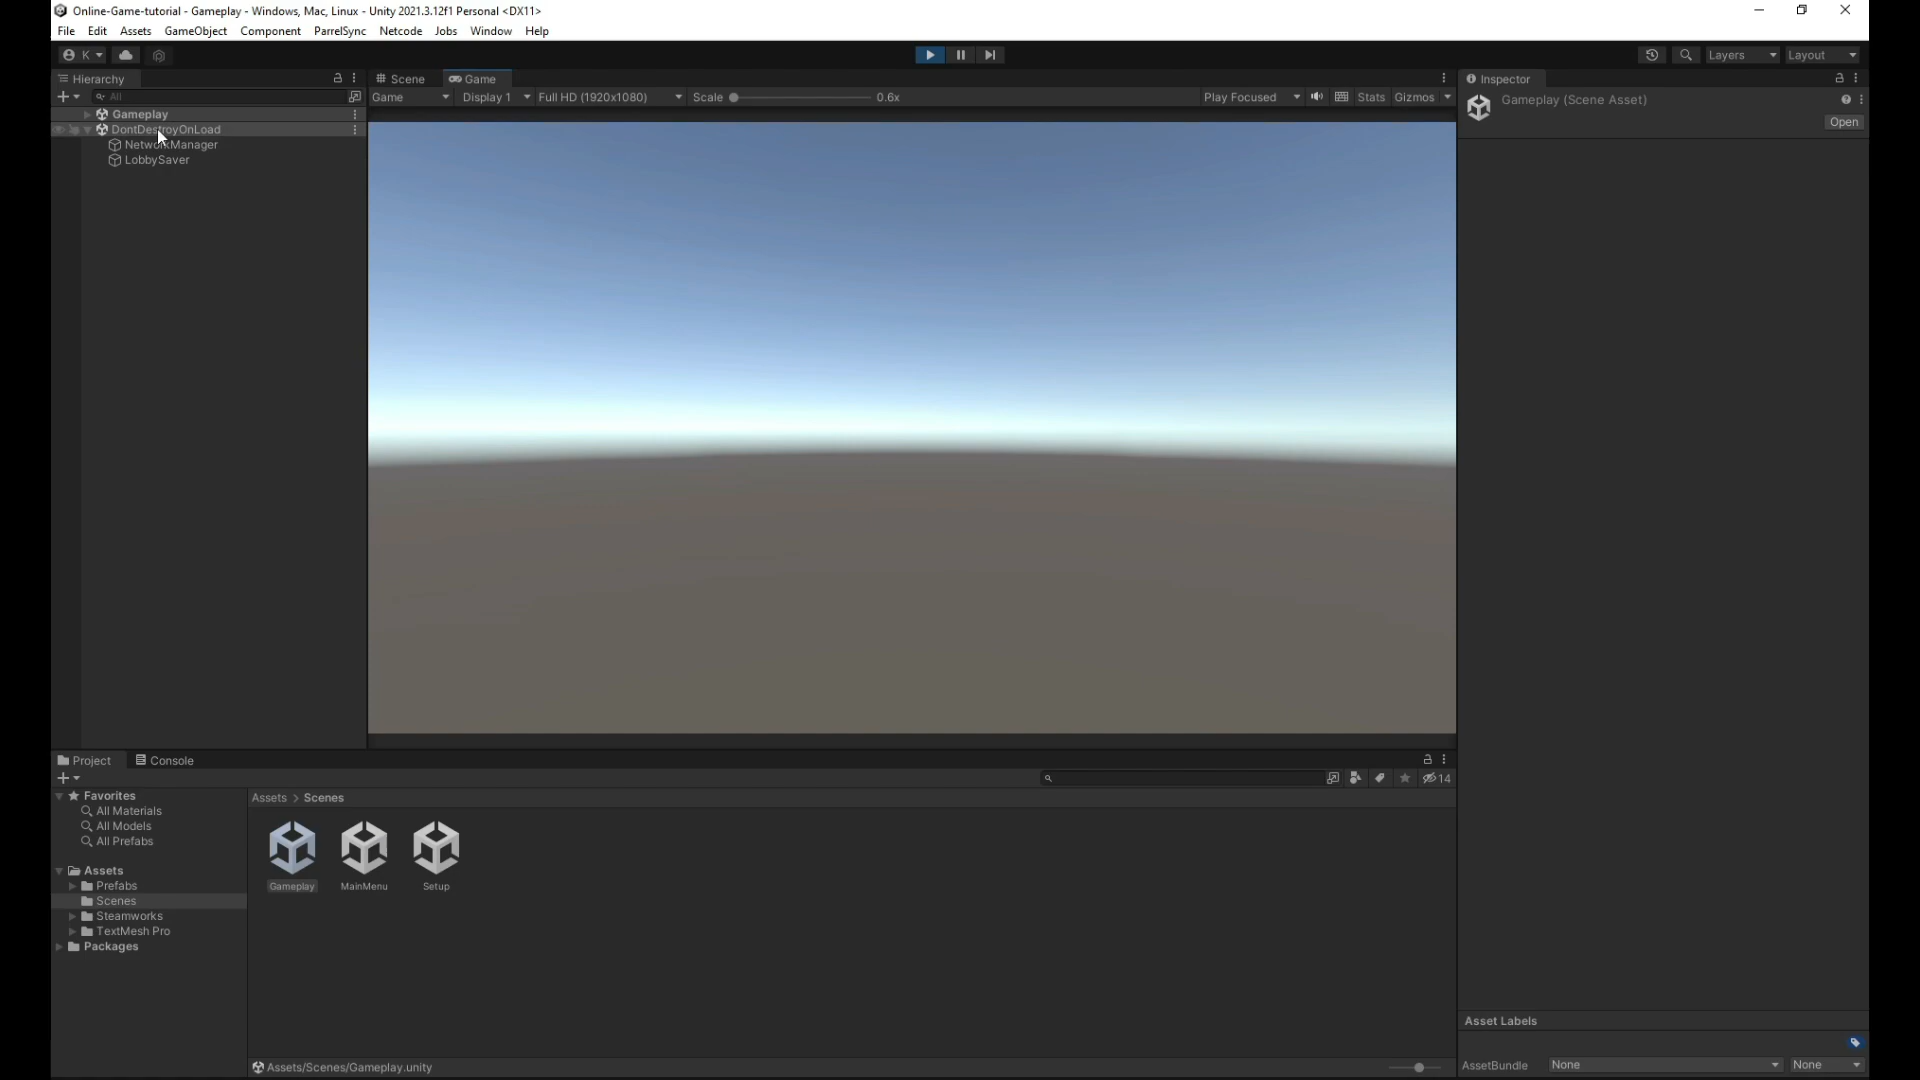 Online-Game-tutorial - Gameplay - Windows, Mac, Linux - Unity 2021.3.12f1 Personal <DX11>
File Edit Assets GameObject Component ParrelSync Netcode Jobs Window Help
K Layers Layout
Hierarchy Scene Game Inspector
All Game Display 1 Full HD (1920x1080) Scale 0.6x Play Focused Stats Gizmos Gameplay (Scene Asset)
Gameplay
Open
DontDestroyOnLoad
NetworkManager
LobbySaver
Project Console
14
Favorites Assets > Scenes
All Materials
All Models
All Prefabs
Assets
Prefabs Gameplay MainMenu Setup
Scenes
Steamworks
TextMesh Pro
Packages
Asset Labels
Assets/Scenes/Gameplay.unity AssetBundle None None